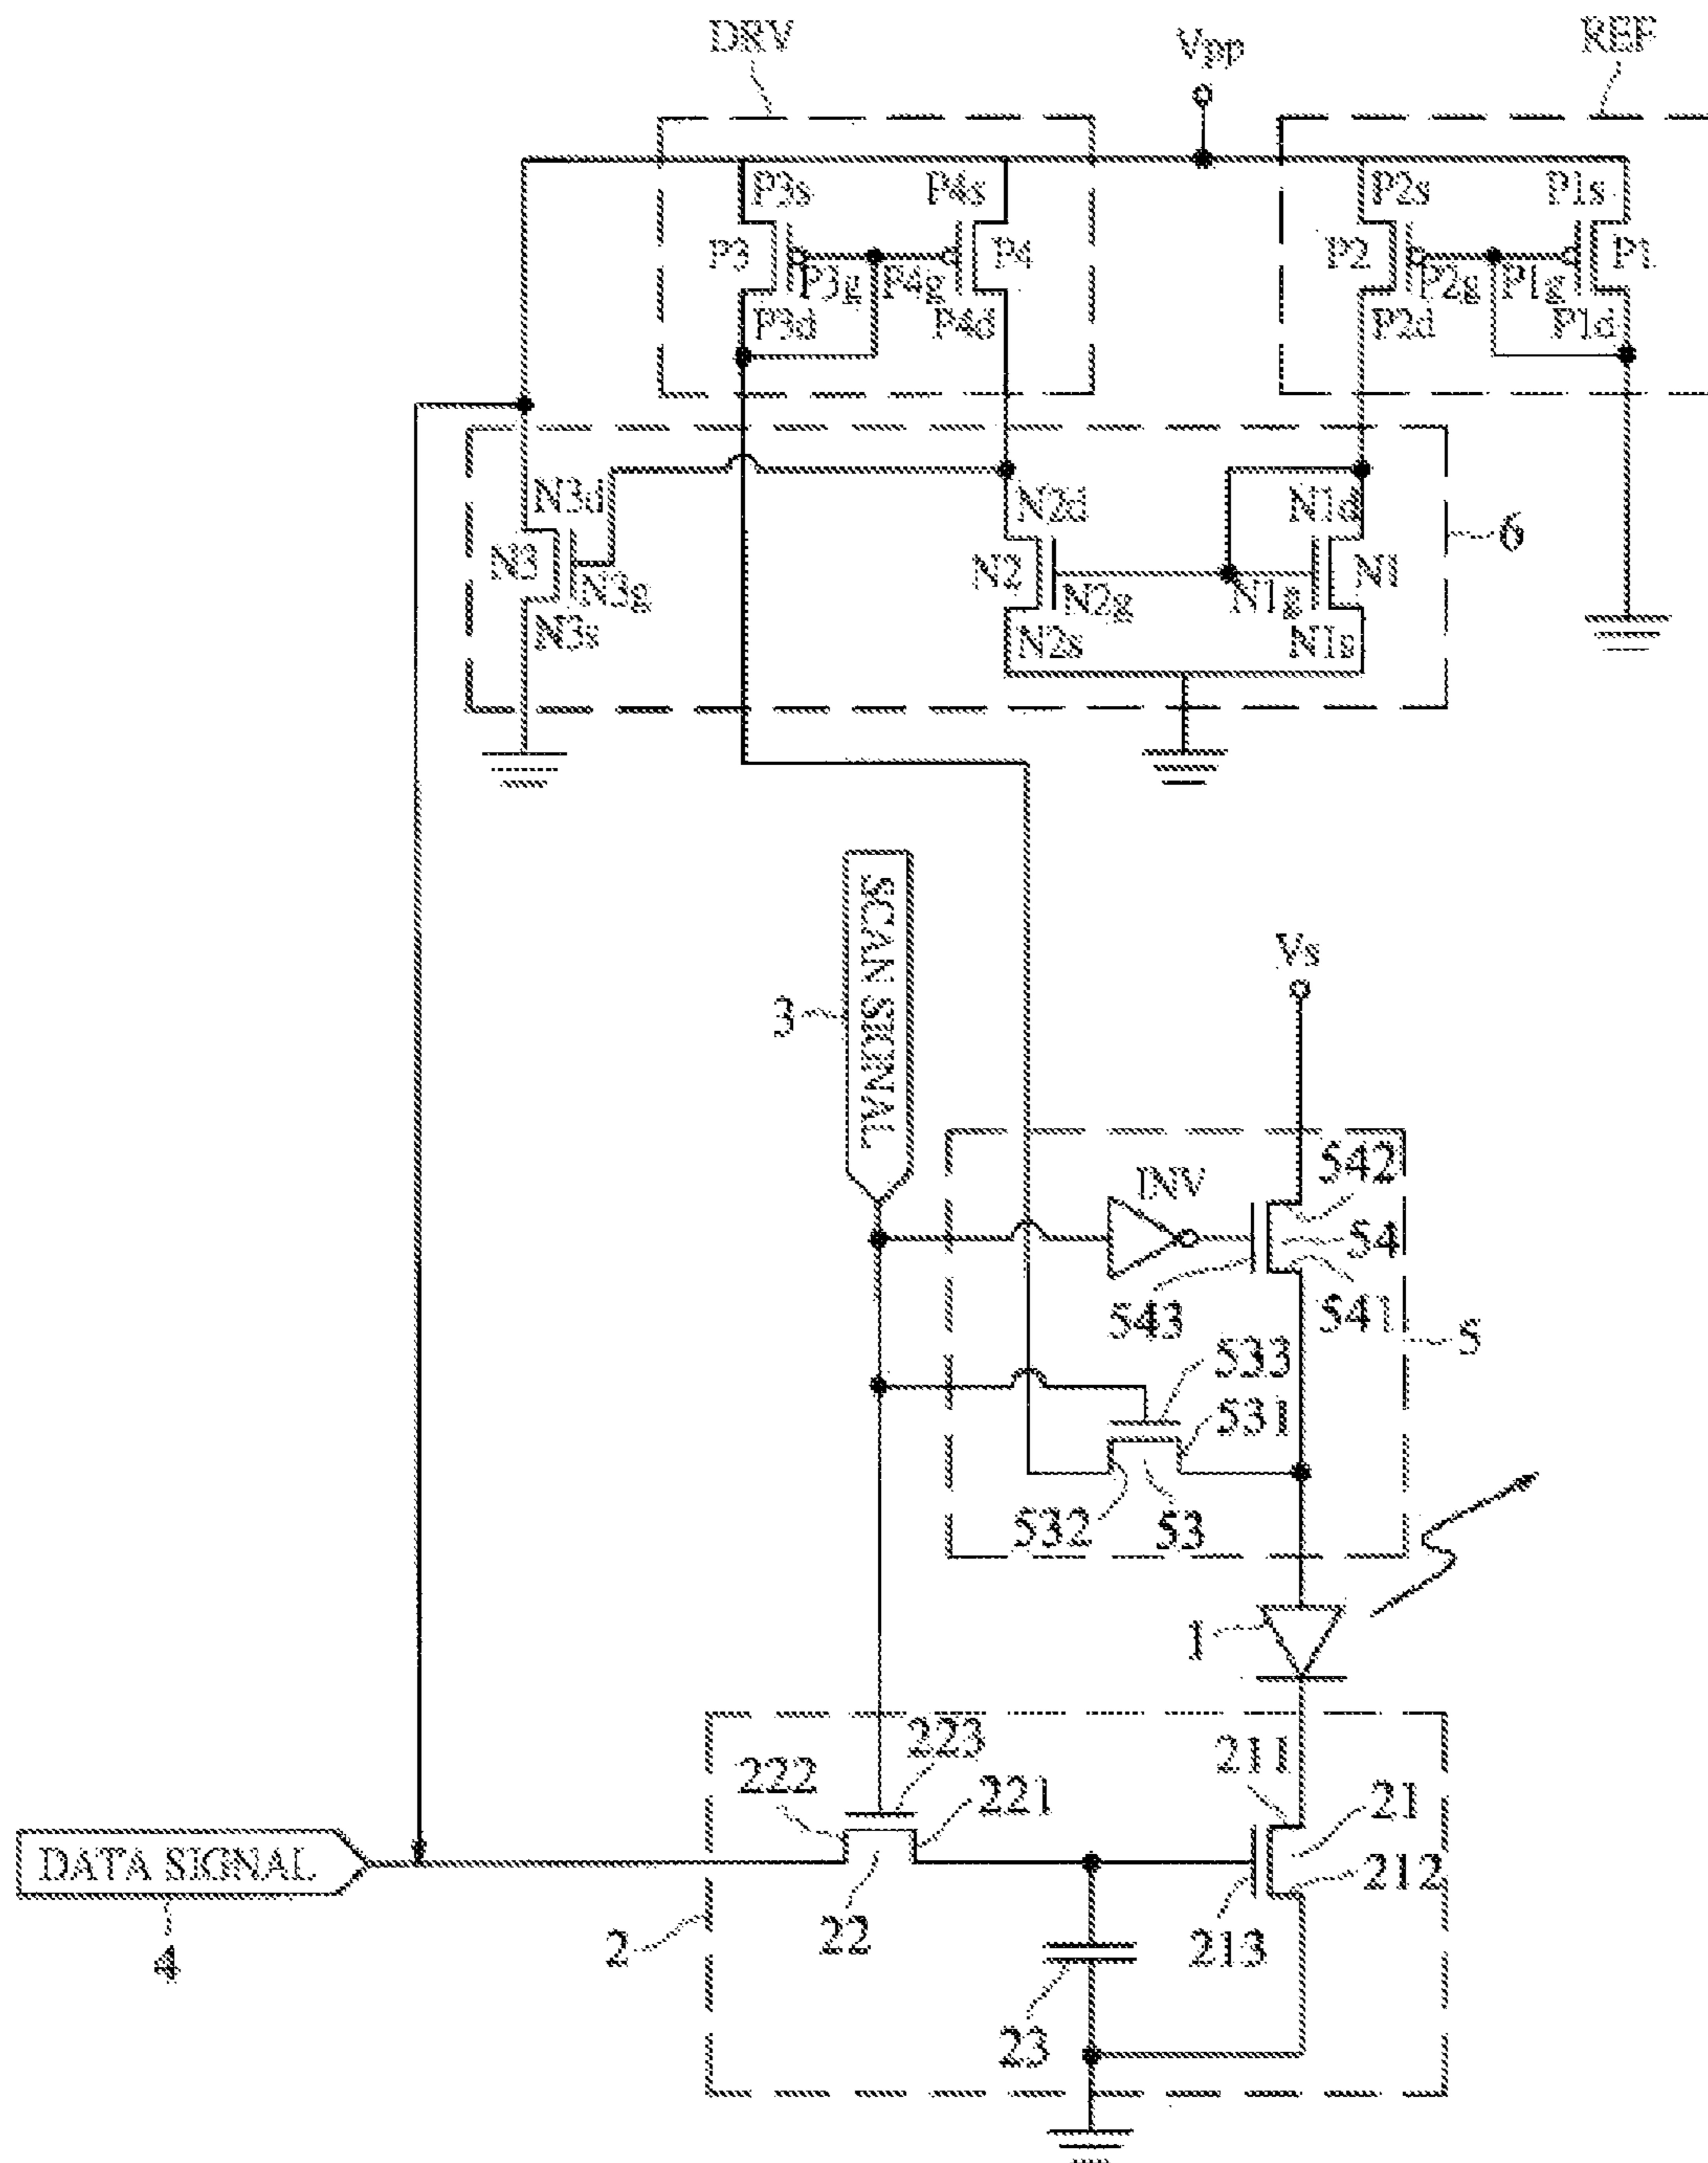 DRV
Vpp
REF
P3s
P4s
P2s
P1s
P3
P4
P2
P1
P3g
P4g
P2g
P1g
P3d
P4d
P2d
P1d
N3d
N2d
N1d
6
N3
N2
N1
N3g
N2g
N1g
N3s
N2s
N1s
SCAN SIGNAL
3
Vs
INV
542
54
543
541
5
533
531
532
53
1
223
211
222
221
21
DATA SIGNAL
212
22
2
213
4
23